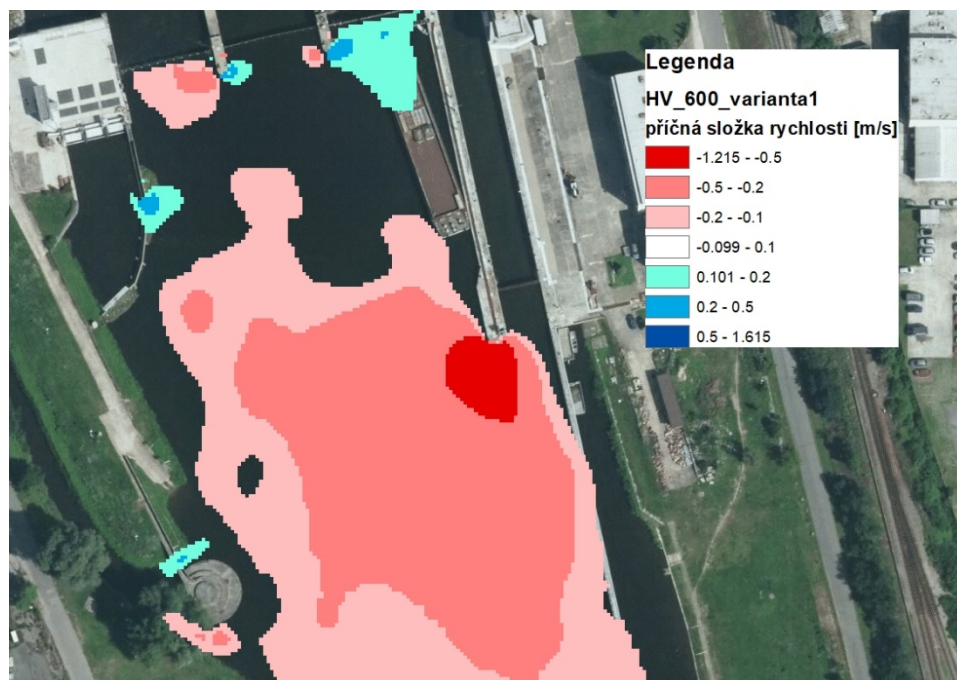 Legenda
HV_600_varianta1
příčná složka rychlosti [m/s]
-1.215 - -0.5
-0.5 - -0.2
-0.2 - -0.1
-0.099 - 0.1
0.101 - 0.2
0.2 - 0.5
0.5 - 1.615